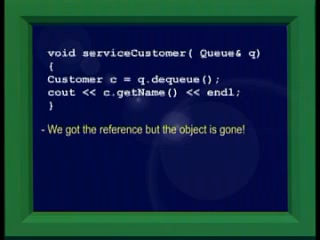 void serviceCustomer( Queue& q)
{
Customer c = q.dequeue();
cout << c.getName() << endl;
}
- We got the reference but the object is gone!